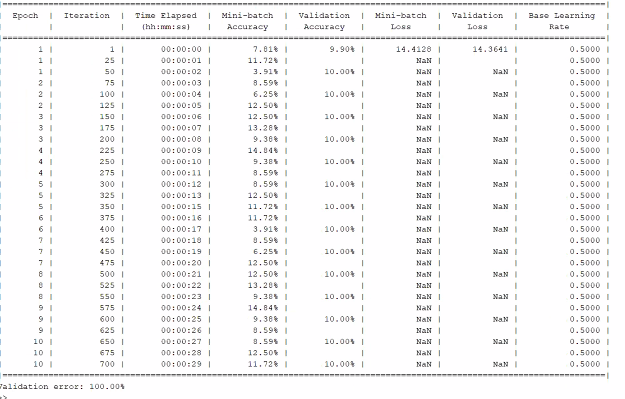 |========================================================================|
Epoch | Iteration | Time Elapsed | Mini-batch | Validation | Mini-batch | Validation | Base Learning
| | (hh:mm:ss) | Accuracy | Accuracy | Loss | Loss | Rate
|========================================================================|
1 | 1 | 00:00:00 | 7.81% | 9.90% | 14.4128 | 14.3641 | 0.5000 |
1 | 25 | 00:00:01 | 11.72% | | NaN | | 0.5000 |
1 | 50 | 00:00:02 | 3.91% | 10.00% | NaN | NaN | 0.5000 |
2 | 75 | 00:00:03 | 8.59% | | NaN | | 0.5000 |
2 | 100 | 00:00:04 | 6.25% | 10.00% | NaN | NaN | 0.5000 |
2 | 125 | 00:00:05 | 12.50% | | NaN | | 0.5000 |
3 | 150 | 00:00:06 | 12.50% | 10.00% | NaN | NaN | 0.5000 |
3 | 175 | 00:00:07 | 13.28% | | NaN | | 0.5000 |
3 | 200 | 00:00:08 | 9.38% | 10.00% | NaN | NaN | 0.5000 |
4 | 225 | 00:00:09 | 14.84% | | NaN | | 0.5000 |
4 | 250 | 00:00:10 | 9.38% | 10.00% | NaN | NaN | 0.5000 |
4 | 275 | 00:00:11 | 8.59% | | NaN | | 0.5000 |
5 | 300 | 00:00:12 | 8.59% | 10.00% | NaN | NaN | 0.5000 |
5 | 325 | 00:00:13 | 12.50% | | NaN | | 0.5000 |
5 | 350 | 00:00:15 | 11.72% | 10.00% | NaN | NaN | 0.5000 |
6 | 375 | 00:00:16 | 11.72% | | NaN | | 0.5000 |
6 | 400 | 00:00:17 | 3.91% | 10.00% | NaN | NaN | 0.5000 |
7 | 425 | 00:00:18 | 8.59% | | NaN | | 0.5000 |
7 | 450 | 00:00:19 | 6.25% | 10.00% | NaN | NaN | 0.5000 |
7 | 475 | 00:00:20 | 12.50% | | NaN | | 0.5000 |
8 | 500 | 00:00:21 | 12.50% | 10.00% | NaN | NaN | 0.5000 |
8 | 525 | 00:00:22 | 13.28% | | NaN | | 0.5000 |
8 | 550 | 00:00:23 | 9.38% | 10.00% | NaN | NaN | 0.5000 |
9 | 575 | 00:00:24 | 14.84% | | NaN | | 0.5000 |
9 | 600 | 00:00:25 | 9.38% | 10.00% | NaN | NaN | 0.5000 |
9 | 625 | 00:00:26 | 8.59% | | NaN | | 0.5000 |
10 | 650 | 00:00:27 | 8.59% | 10.00% | NaN | NaN | 0.5000 |
10 | 675 | 00:00:28 | 12.50% | | NaN | | 0.5000 |
10 | 700 | 00:00:29 | 11.72% | 10.00% | NaN | NaN | 0.5000 |
|========================================================================|
Validation error: 100.00%
>>